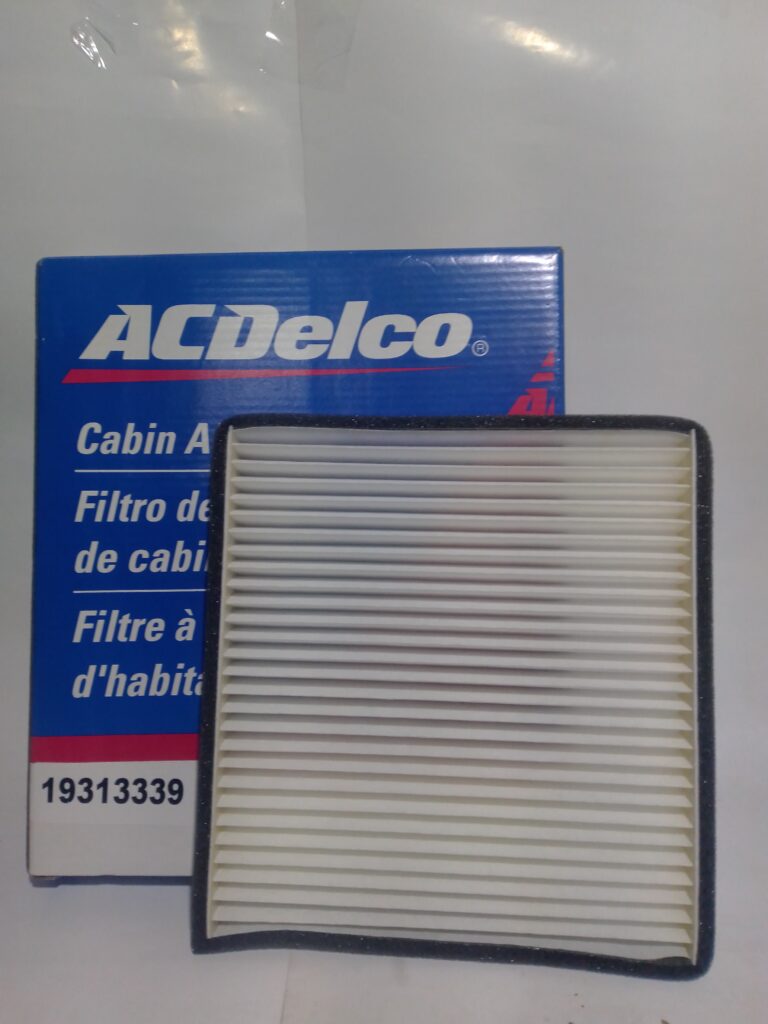 ACDelco®
Cabin A
Filtro de
de cabi
Filtre à
d'habita
19313339